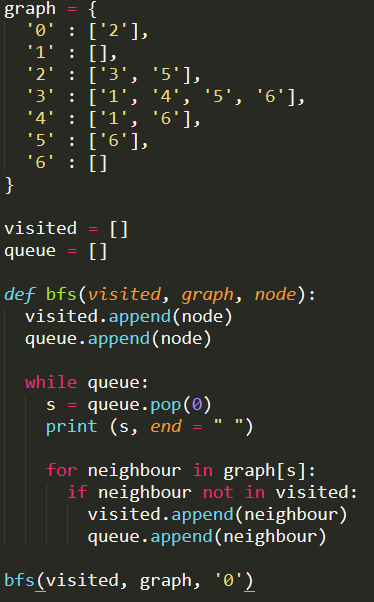 graph = {
  '0' : ['2'],
  '1' : [],
  '2' : ['3', '5'],
  '3' : ['1', '4', '5', '6'],
  '4' : ['1', '6'],
  '5' : ['6'],
  '6' : []
}

visited = []
queue = []

def bfs(visited, graph, node):
  visited.append(node)
  queue.append(node)

  while queue:
    s = queue.pop(0)
    print (s, end = " ")

    for neighbour in graph[s]:
      if neighbour not in visited:
        visited.append(neighbour)
        queue.append(neighbour)

bfs(visited, graph, '0')